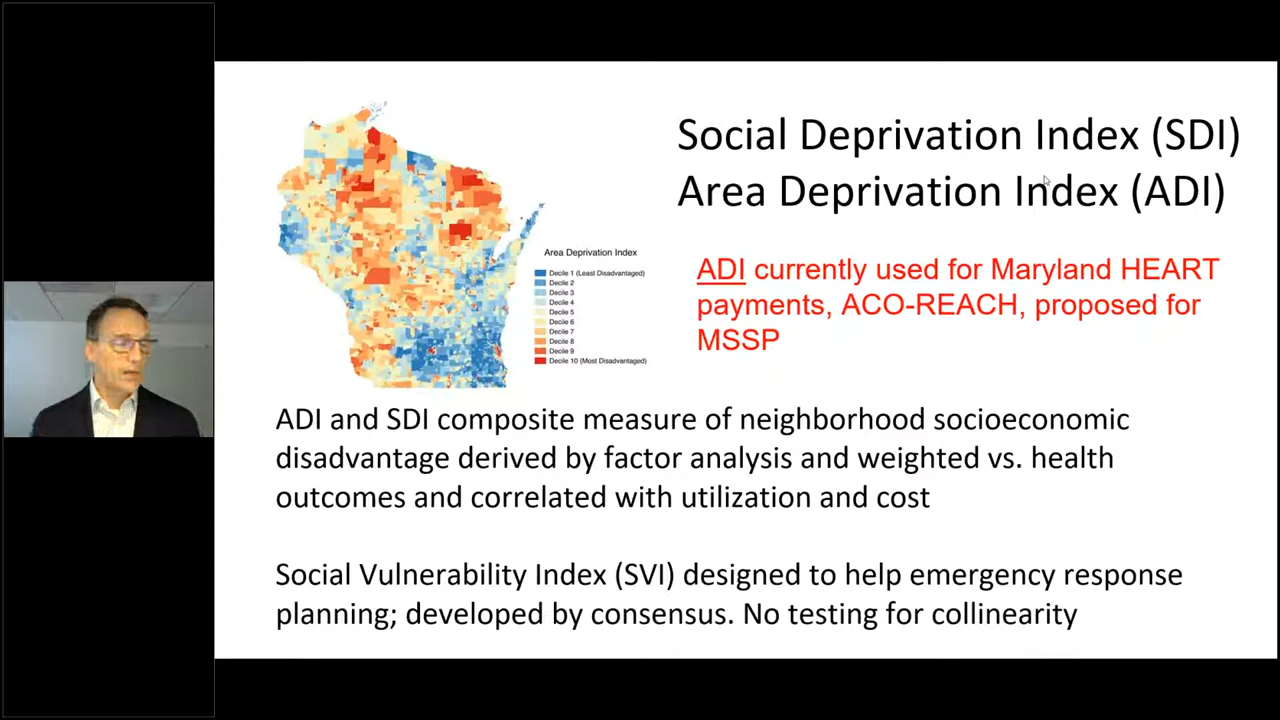 Social Deprivation Index (SDI)
Area Deprivation Index (ADI)
ADI currently used for Maryland HEART
payments, ACO-REACH, proposed for
MSSP
Area Deprivation Index
Decile 1 (Least Disadvantaged)
Decile 2
Decile 3
Decile 4
Decile 5
Decile 6
Decile 7
Decile 8
Decile 9
Decile 10 (Most Disadvantaged)
ADI and SDI composite measure of neighborhood socioeconomic
disadvantage derived by factor analysis and weighted vs. health
outcomes and correlated with utilization and cost
Social Vulnerability Index (SVI) designed to help emergency response
planning; developed by consensus. No testing for collinearity